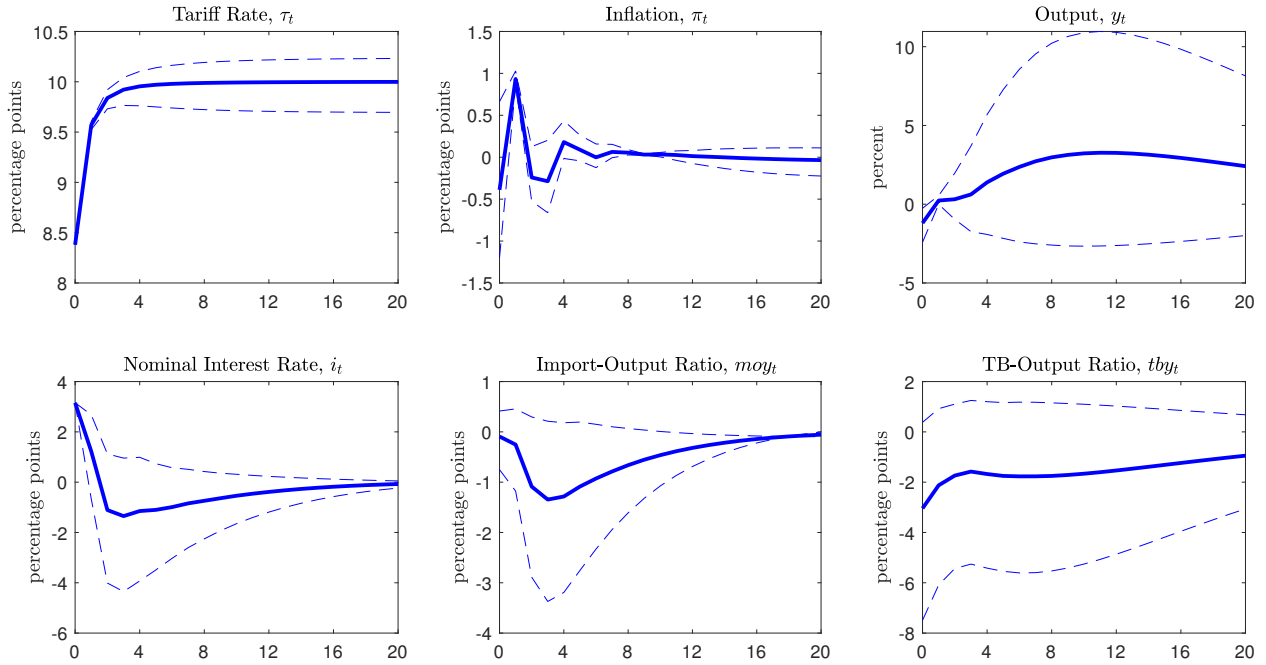 Tariff Rate, τt
percentage points
10.5
10
9.5
9
8.5
8
0 4 8 12 16 20
Inflation, πt
percentage points
1.5
1
0.5
0
-0.5
-1
-1.5
0 4 8 12 16 20
Output, yt
percent
10
5
0
-5
0 4 8 12 16 20
Nominal Interest Rate, it
percentage points
4
2
0
-2
-4
-6
0 4 8 12 16 20
Import-Output Ratio, moyt
percentage points
1
0
-1
-2
-3
-4
0 4 8 12 16 20
TB-Output Ratio, tbyt
percentage points
2
0
-2
-4
-6
-8
0 4 8 12 16 20